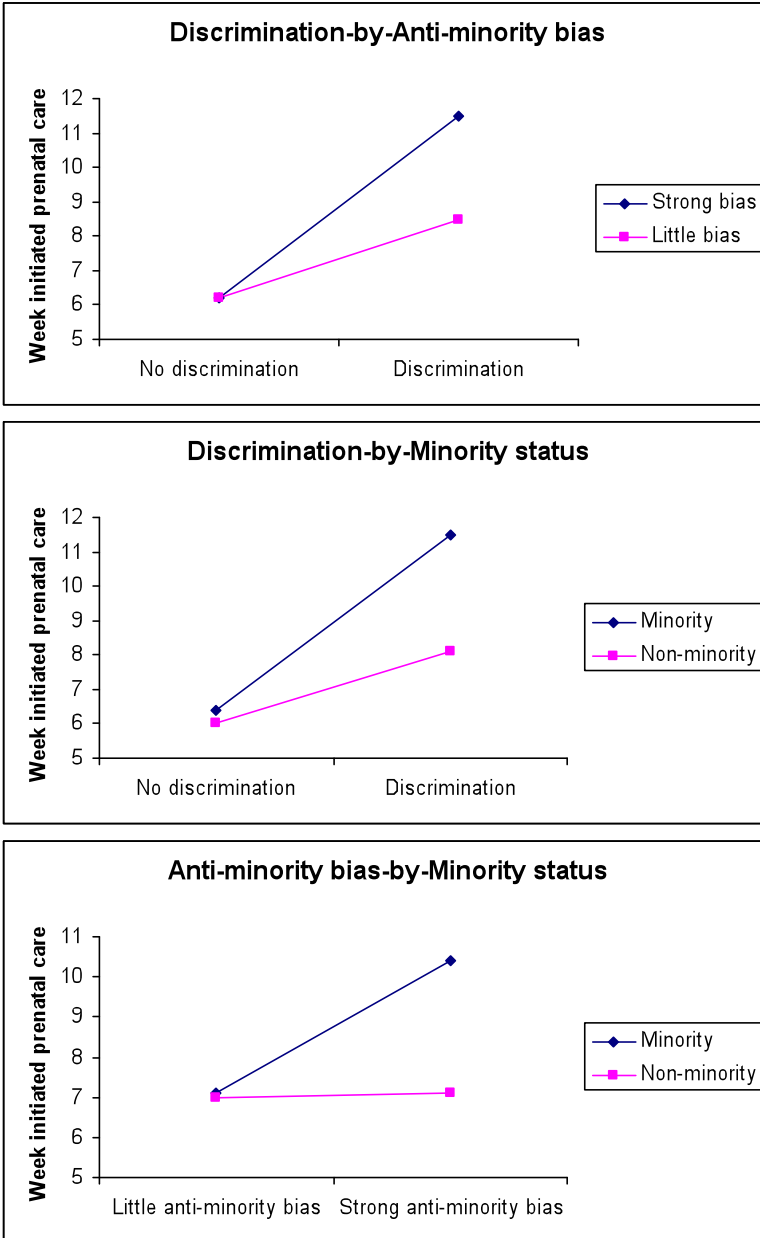 Discrimination-by-Anti-minority bias
Week initiated prenatal care
12
11
10
9
8
7
6
5
No discrimination
Discrimination
Strong bias
Little bias
Discrimination-by-Minority status
Week initiated prenatal care
12
11
10
9
8
7
6
5
No discrimination
Discrimination
Minority
Non-minority
Anti-minority bias-by-Minority status
Week initiated prenatal care
11
10
9
8
7
6
5
Little anti-minority bias
Strong anti-minority bias
Minority
Non-minority